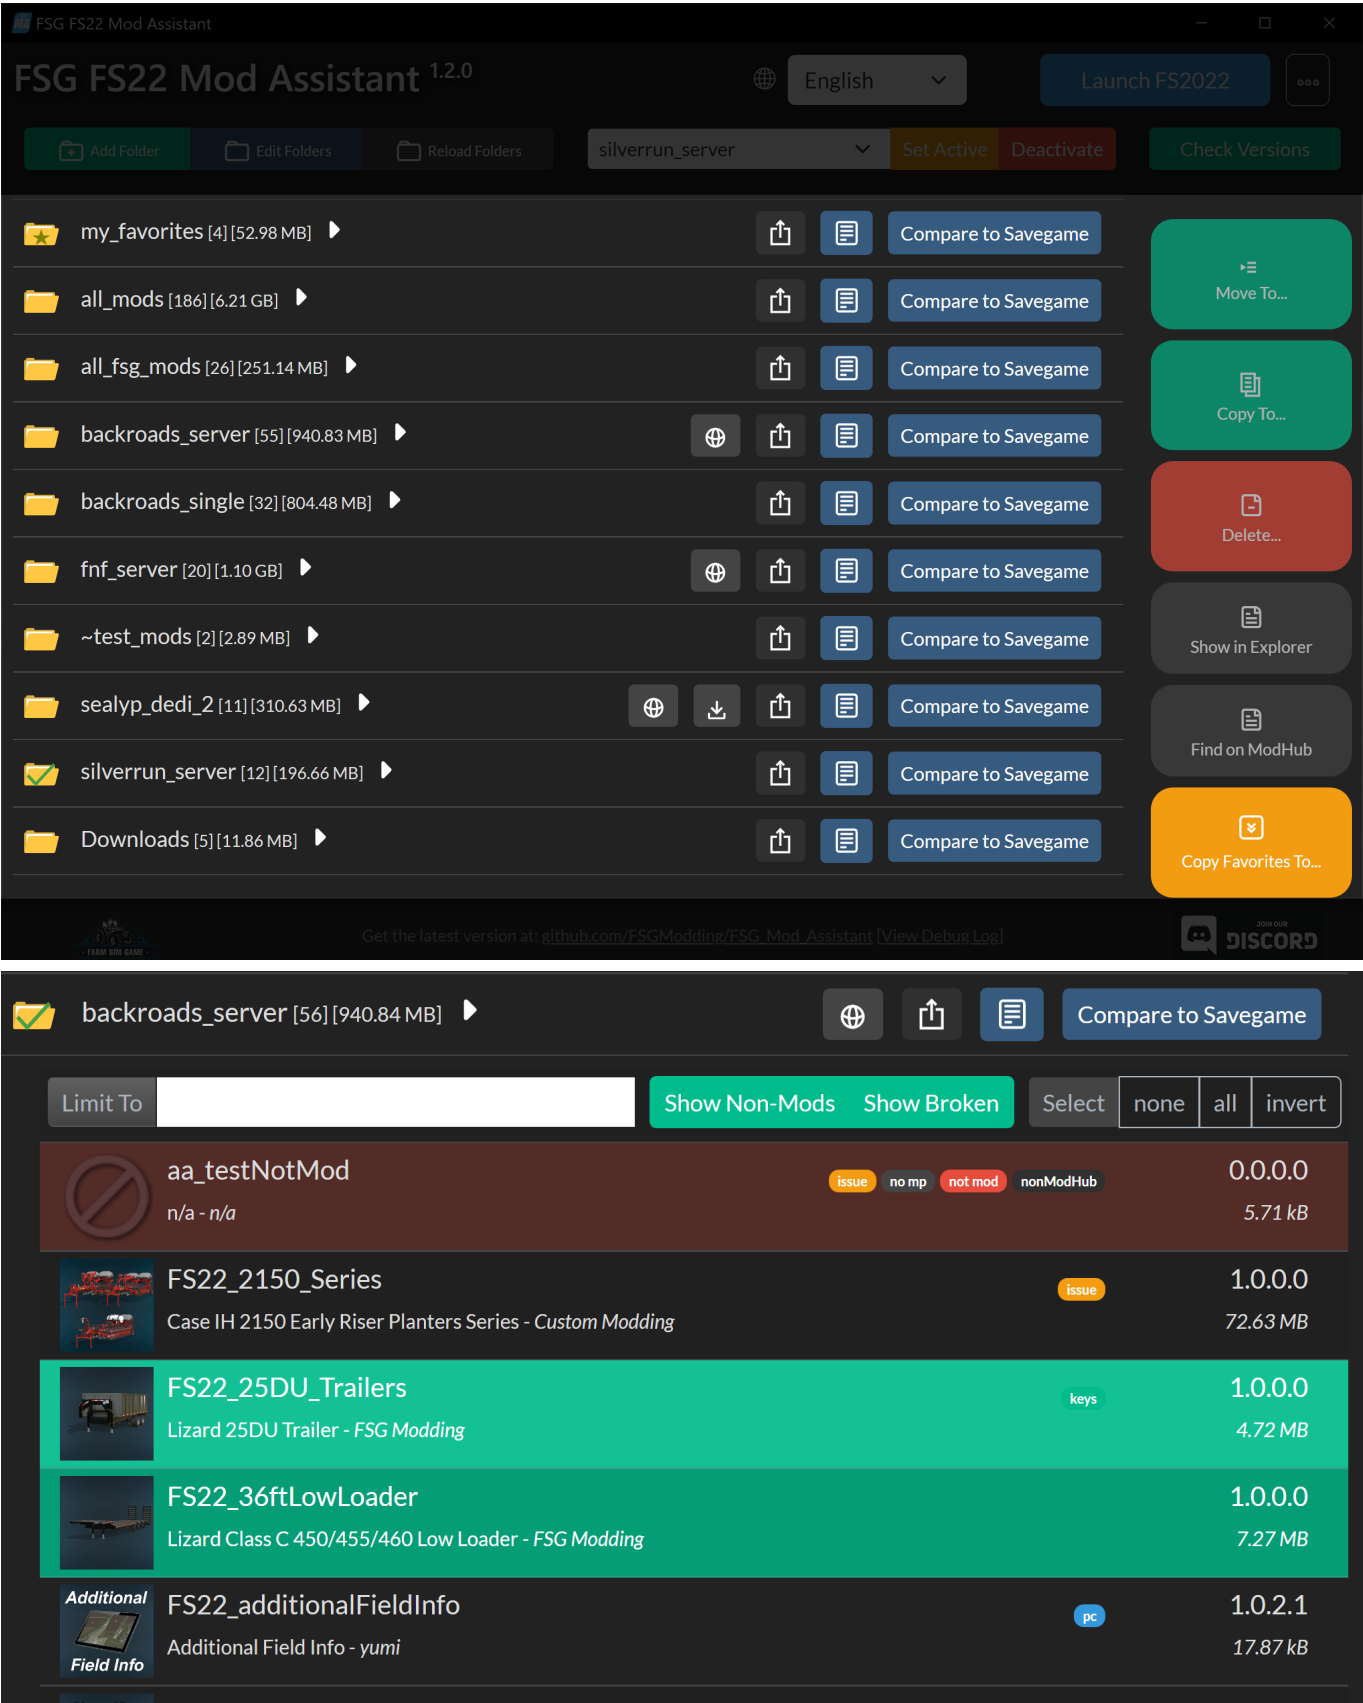 MA FSG FS22 Mod Assistant
FSG FS22 Mod Assistant 1.2.0
English
Launch FS2022
Add Folder
Edit Folders
Reload Folders
silverrun_server
Set Active
Deactivate
Check Versions
my_favorites [4] [52.98 MB]
Compare to Savegame
all_mods [186] [6.21 GB]
Compare to Savegame
all_fsg_mods [26] [251.14 MB]
Compare to Savegame
backroads_server [55] [940.83 MB]
Compare to Savegame
backroads_single [32] [804.48 MB]
Compare to Savegame
fnf_server [20] [1.10 GB]
Compare to Savegame
~test_mods [2] [2.89 MB]
Compare to Savegame
sealyp_dedi_2 [11] [310.63 MB]
Compare to Savegame
silverrun_server [12] [196.66 MB]
Compare to Savegame
Downloads [5] [11.86 MB]
Compare to Savegame
Move To...
Copy To...
Delete...
Show in Explorer
Find on ModHub
Copy Favorites To...
FARM SIM GAME
Get the latest version at: github.com/FSGModding/FSG_Mod_Assistant [View Debug Log]
JOIN OUR
DISCORD
backroads_server [56] [940.84 MB]
Compare to Savegame
Limit To
Show Non-Mods
Show Broken
Select
none
all
invert
aa_testNotMod
issue
no mp
not mod
nonModHub
0.0.0.0
n/a - n/a
5.71 kB
FS22_2150_Series
issue
1.0.0.0
Case IH 2150 Early Riser Planters Series - Custom Modding
72.63 MB
FS22_25DU_Trailers
keys
1.0.0.0
Lizard 25DU Trailer - FSG Modding
4.72 MB
FS22_36ftLowLoader
1.0.0.0
Lizard Class C 450/455/460 Low Loader - FSG Modding
7.27 MB
Additional
Field Info
FS22_additionalFieldInfo
pc
1.0.2.1
Additional Field Info - yumi
17.87 kB